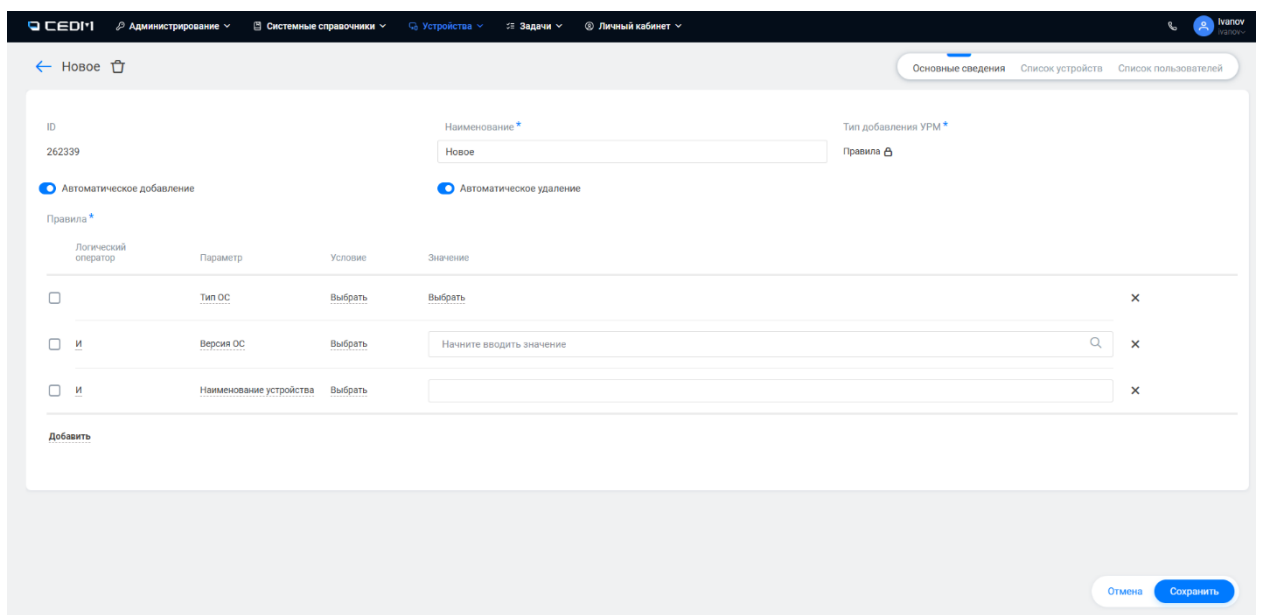 CEDM Администрирование Системные справочники Устройства Задачи Личный кабинет Ivanov
Ivanov
Новое Основные сведения Список устройств Список пользователей
ID Наименование * Тип добавления УРМ *
262339 Новое Правила
Автоматическое добавление Автоматическое удаление
Правила *
Логический
оператор Параметр Условие Значение
Тип ОС Выбрать Выбрать
И Версия ОС Выбрать Начните вводить значение
И Наименование устройства Выбрать
Добавить
Отмена Сохранить